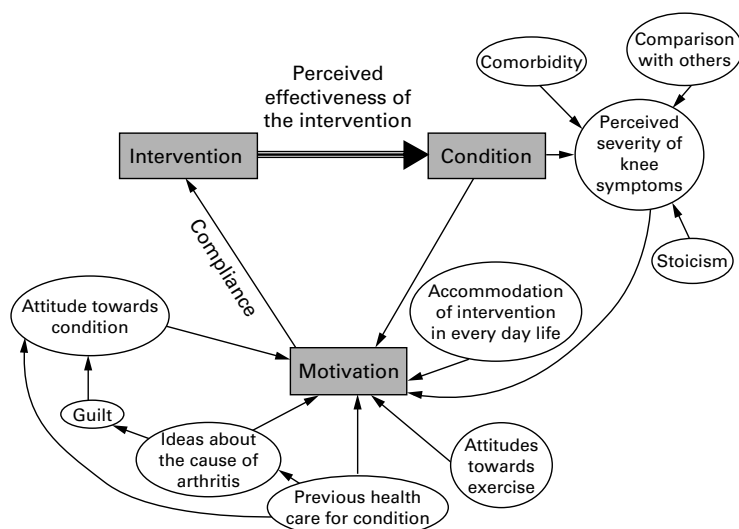 Comorbidity
Comparison
with others
Perceived
effectiveness of
the intervention
Intervention
Condition
Perceived
severity of
knee
symptoms
Compliance
Stoicism
Attitude towards
condition
Accommodation
of intervention
in every day life
Motivation
Guilt
Ideas about
the cause of
arthritis
Attitudes
towards
exercise
Previous health
care for condition